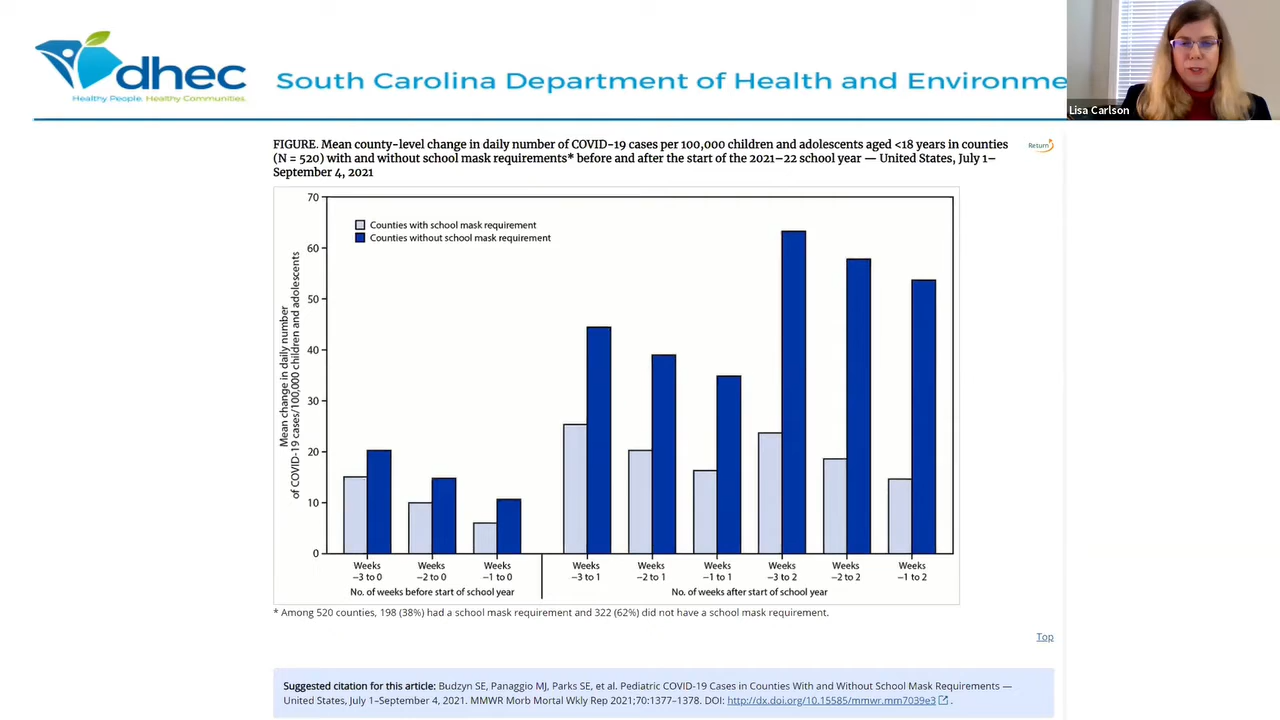 dhec
Healthy People. Healthy Communities.
South Carolina Department of Health and Environme
Lisa Carlson
FIGURE. Mean county-level change in daily number of COVID-19 cases per 100,000 children and adolescents aged <18 years in counties
(N = 520) with and without school mask requirements* before and after the start of the 2021–22 school year — United States, July 1–
September 4, 2021
Return
Mean change in daily number
of COVID-19 cases/100,000 children and adolescents
70
60
50
40
30
20
10
0
Counties with school mask requirement
Counties without school mask requirement
Weeks
–3 to 0
Weeks
–2 to 0
Weeks
–1 to 0
Weeks
–3 to 1
Weeks
–2 to 1
Weeks
–1 to 1
Weeks
–3 to 2
Weeks
–2 to 2
Weeks
–1 to 2
No. of weeks before start of school year
No. of weeks after start of school year
* Among 520 counties, 198 (38%) had a school mask requirement and 322 (62%) did not have a school mask requirement.
Top
Suggested citation for this article: Budzyn SE, Panaggio MJ, Parks SE, et al. Pediatric COVID-19 Cases in Counties With and Without School Mask Requirements —
United States, July 1–September 4, 2021. MMWR Morb Mortal Wkly Rep 2021;70:1377–1378. DOI: http://dx.doi.org/10.15585/mmwr.mm7039e3 .